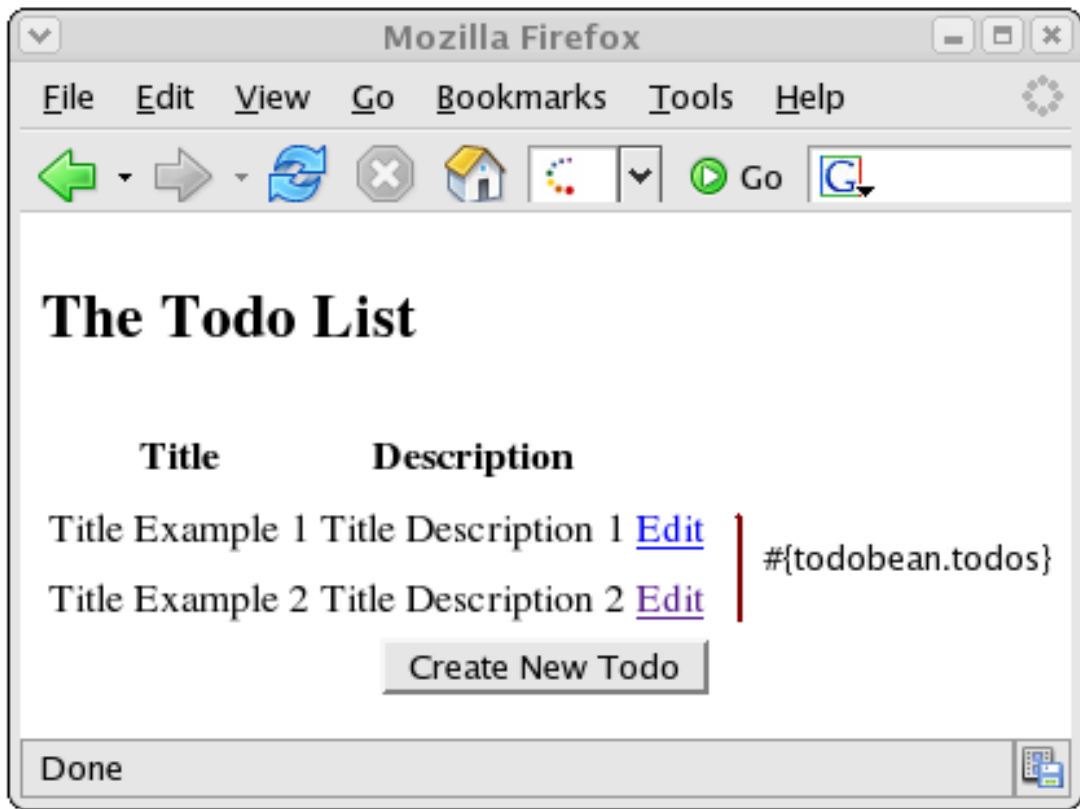 Mozilla Firefox
File Edit View Go Bookmarks Tools Help
Go G
The Todo List
Title Description
Title Example 1 Title Description 1 Edit
#{todobean.todos}
Title Example 2 Title Description 2 Edit
Create New Todo
Done